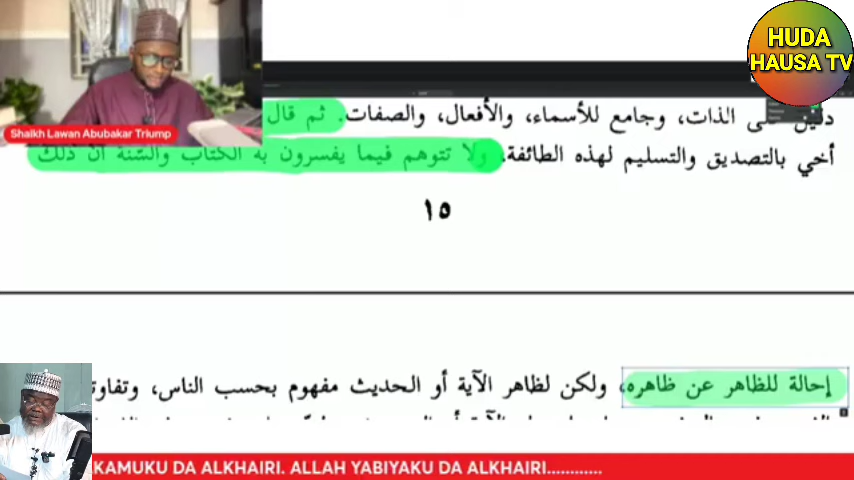 HUDA
HAUSA TV
Shaikh Lawan Abubakar Triump
على الذات، وجامع للأسماء، والأفعال، والصفات. ثم قال
أخي بالتصديق والتسليم لهذه الطائفة. ولا تتوهم فيما يفسرون به الكتاب والسّنة أن ذلك
١٥
إحالة للظاهر عن ظاهره، ولكن لظاهر الآية أو الحديث مفهوم بحسب الناس، وتفاوت
KAMUKU DA ALKHAIRI. ALLAH YABIYAKU DA ALKHAIRI............